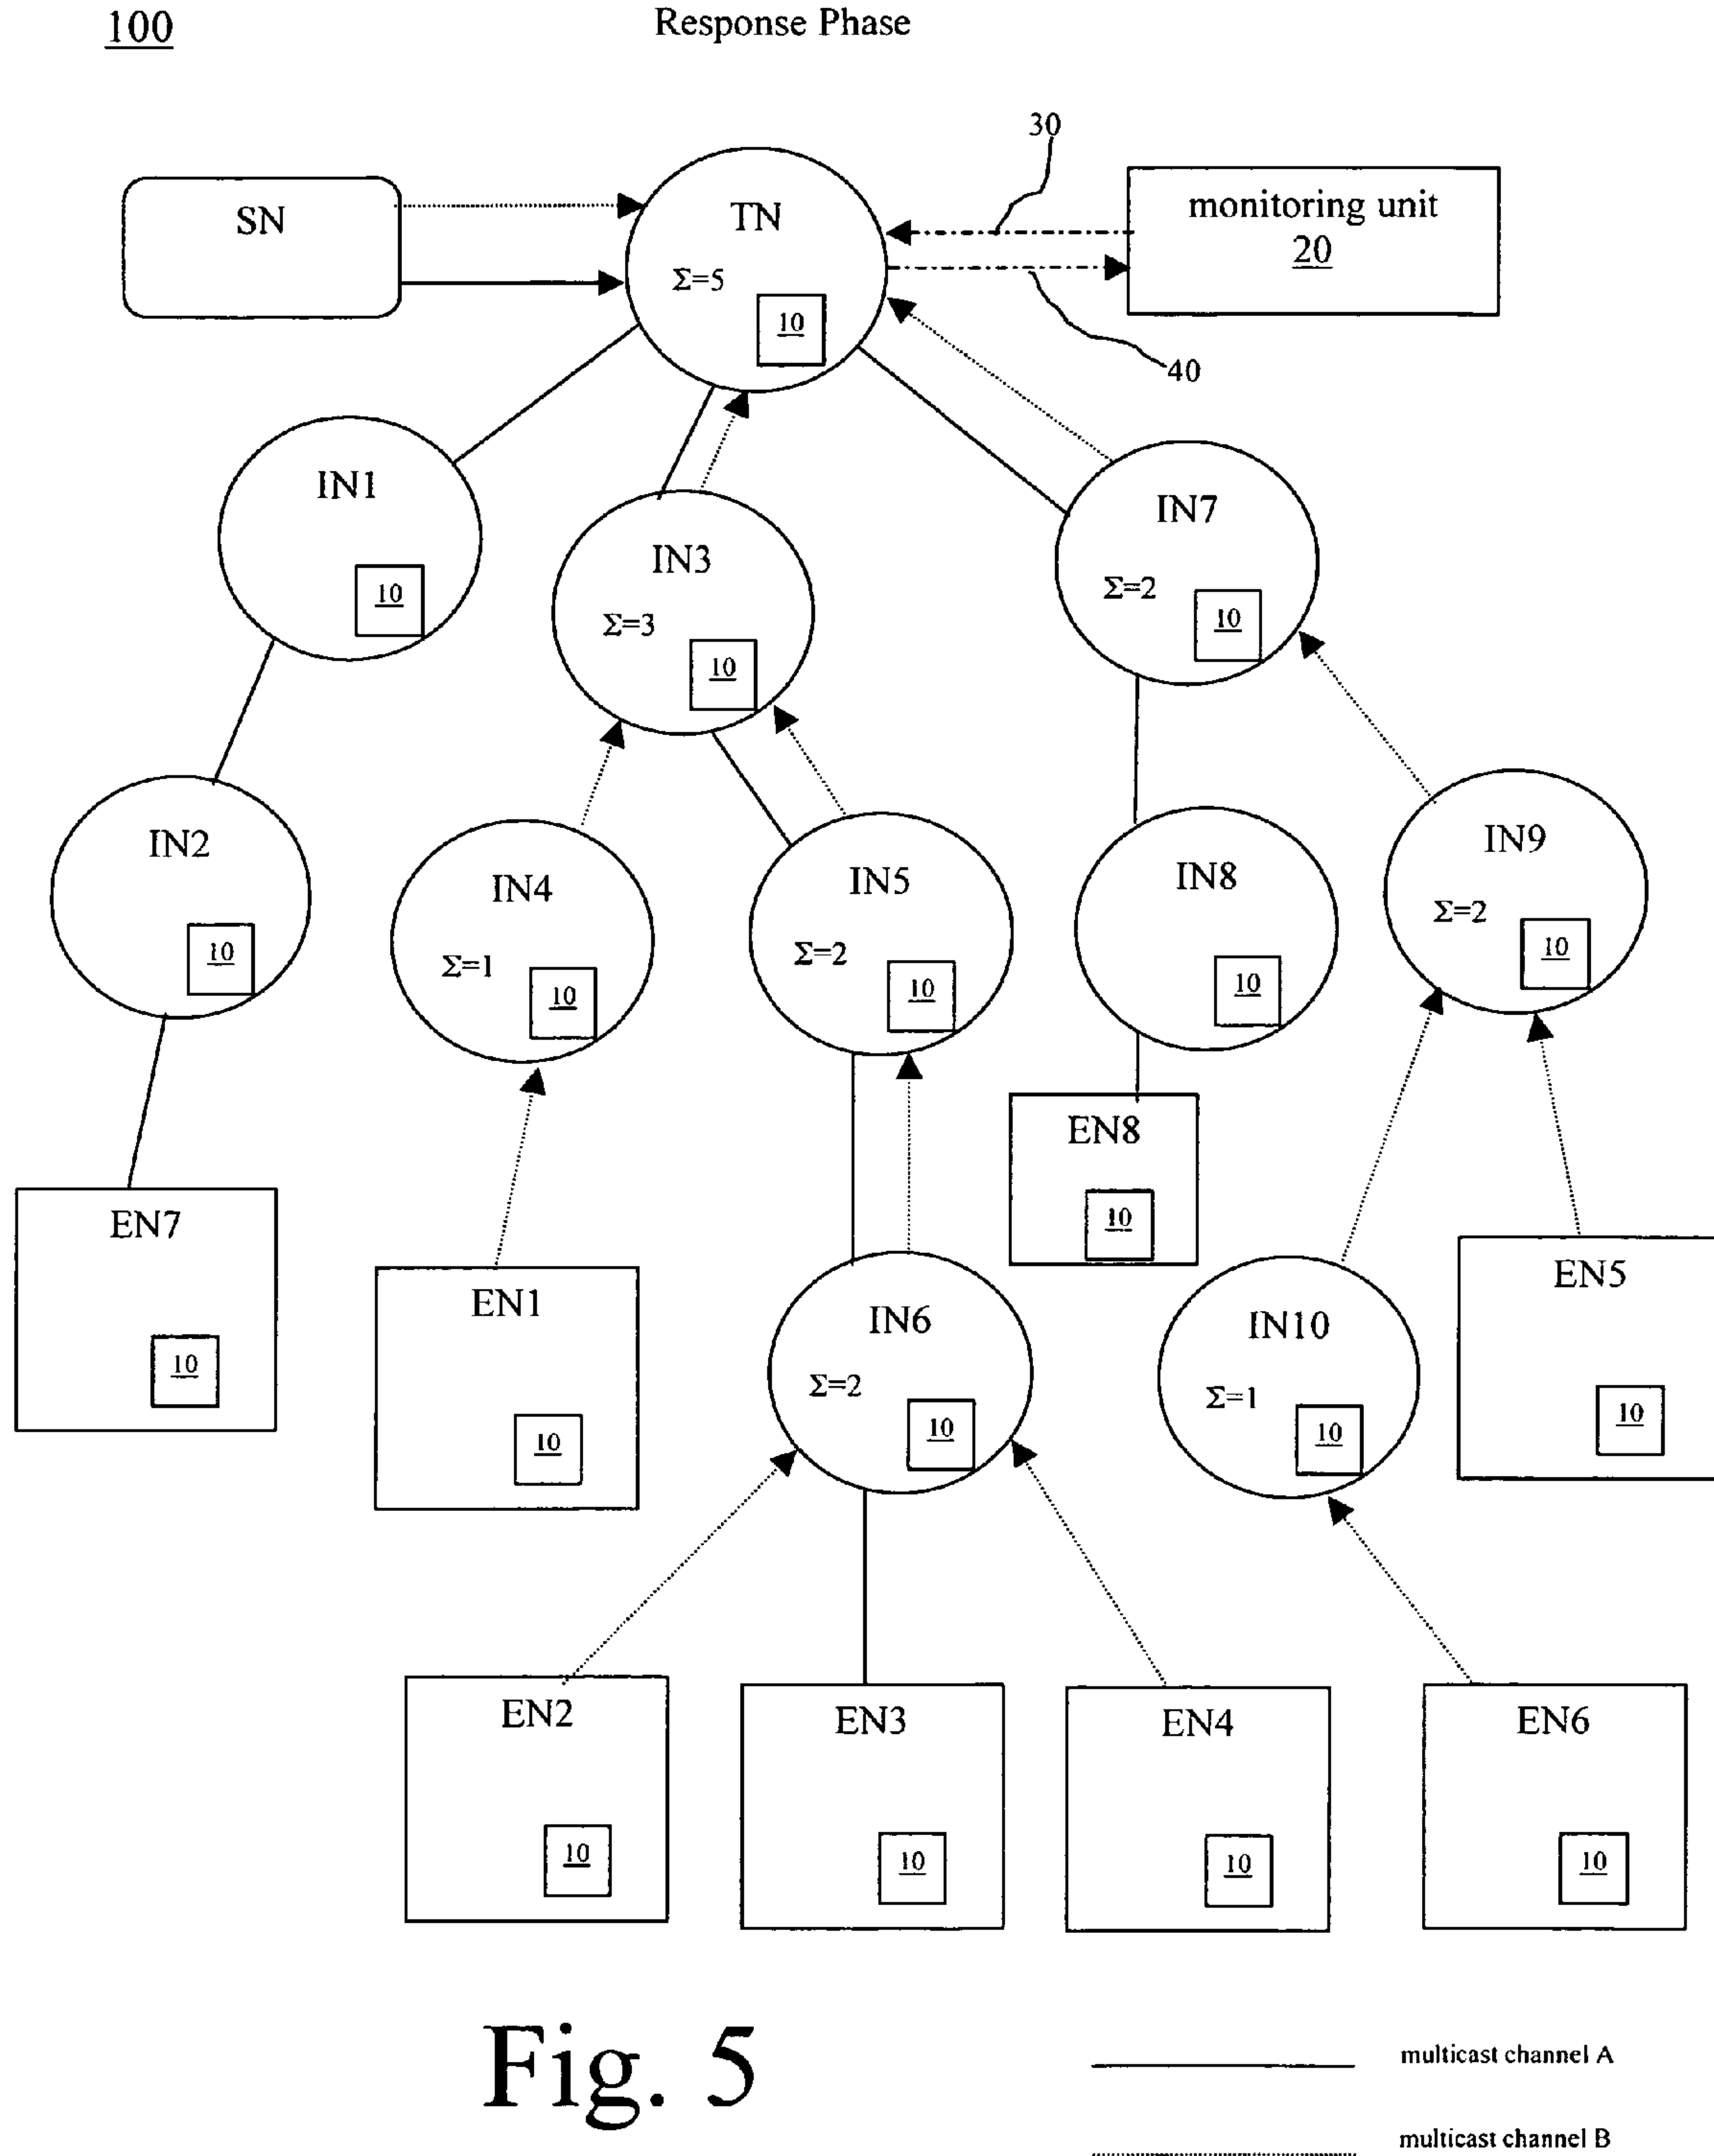 100
Response Phase
30
SN
TN
Σ=5
10
monitoring unit
20
40
IN1
10
IN3
Σ=3
10
IN7
Σ=2
10
IN2
10
IN4
Σ=1
10
IN5
Σ=2
10
IN8
10
IN9
Σ=2
10
EN7
10
EN1
10
EN8
10
IN6
Σ=2
10
IN10
Σ=1
10
EN5
10
EN2
10
EN3
10
EN4
10
EN6
10
Fig. 5
multicast channel A
multicast channel B